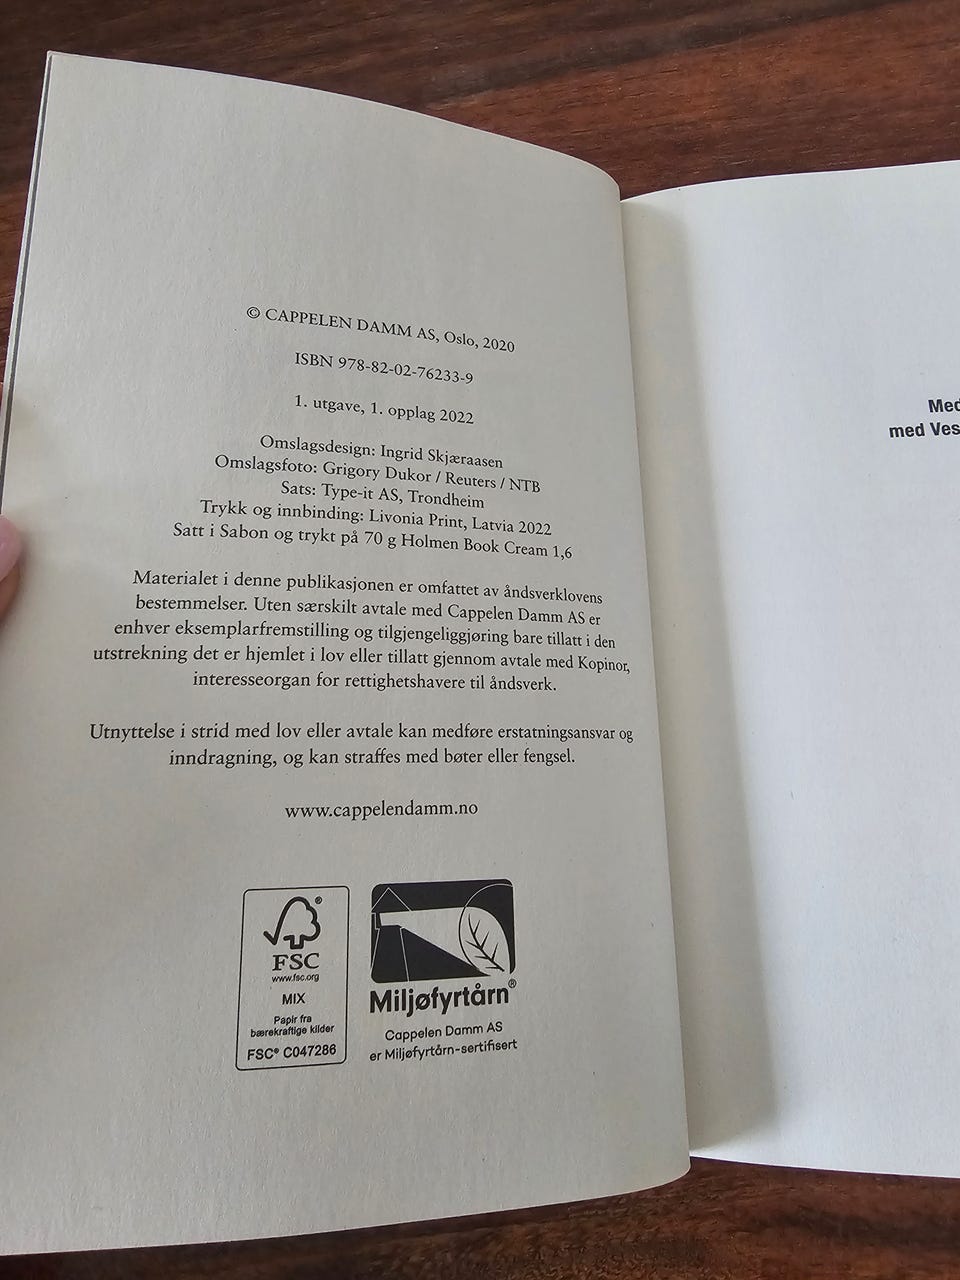 © CAPPELEN DAMM AS, Oslo, 2020
ISBN 978-82-02-76233-9
1. utgave, 1. opplag 2022
Omslagsdesign: Ingrid Skjæraasen
Omslagsfoto: Grigory Dukor / Reuters / NTB
Sats: Type-it AS, Trondheim
Trykk og innbinding: Livonia Print, Latvia 2022
Satt i Sabon og trykt på 70 g Holmen Book Cream 1,6
Materialet i denne publikasjonen er omfattet av åndsverklovens
bestemmelser. Uten særskilt avtale med Cappelen Damm AS er
enhver eksemplarfremstilling og tilgjengeliggjøring bare tillatt i den
utstrekning det er hjemlet i lov eller tillatt gjennom avtale med Kopinor,
interesseorgan for rettighetshavere til åndsverk.
Utnyttelse i strid med lov eller avtale kan medføre erstatningsansvar og
inndragning, og kan straffes med bøter eller fengsel.
www.cappelendamm.no
FSC
www.fsc.org
MIX
Papir fra
bærekraftige kilder
FSC® C047286
Miljøfyrtårn®
Cappelen Damm AS
er Miljøfyrtårn-sertifisert
Med
med Ves